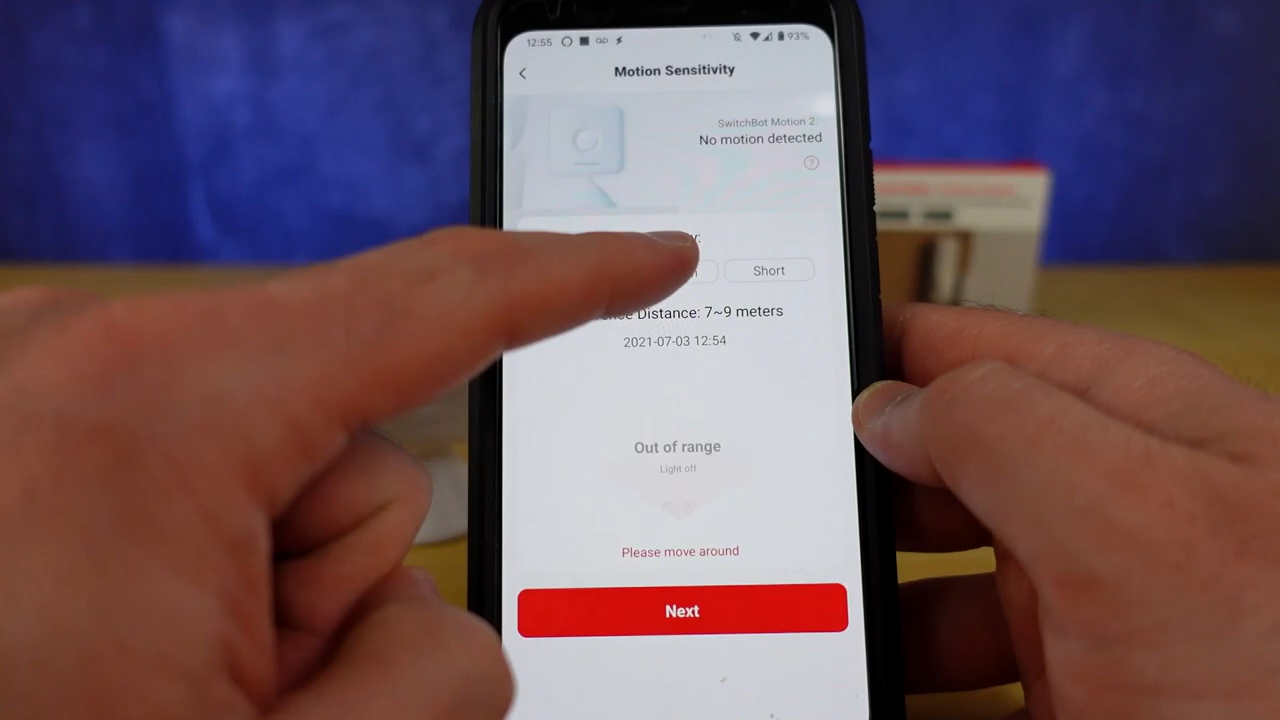 12:55 93%
Motion Sensitivity
SwitchBot Motion 2
No motion detected
?
Short
Distance: 7~9 meters
2021-07-03 12:54
Out of range
Light off
Please move around
Next